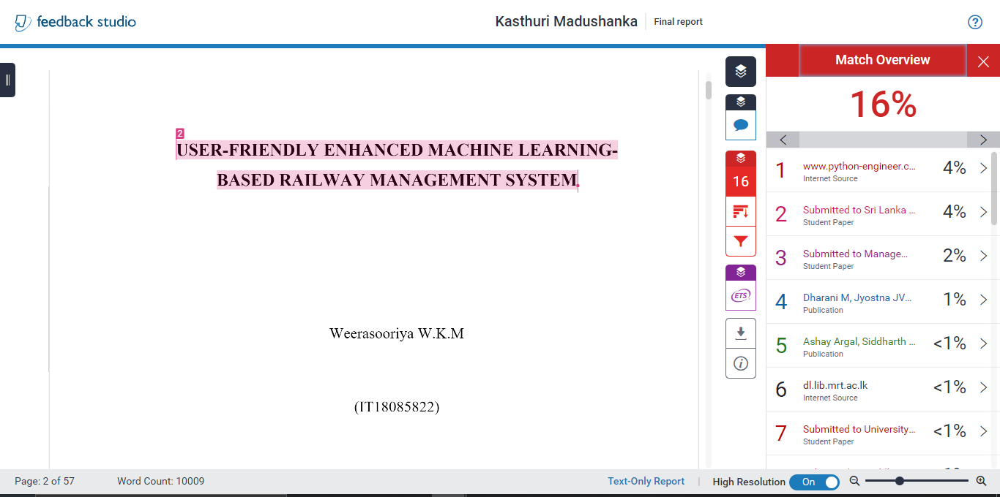 feedback studio
Kasthuri Madushanka
Final report
?
2
USER-FRIENDLY ENHANCED MACHINE LEARNING-
BASED RAILWAY MANAGEMENT SYSTEM
Weerasooriya W.K.M
(IT18085822)
16
ETS
i
Match Overview
16%
1 www.python-engineer.c... 4%
Internet Source
2 Submitted to Sri Lanka ... 4%
Student Paper
3 Submitted to Manage... 2%
Student Paper
4 Dharani M, Jyostna JV... 1%
Publication
5 Ashay Argal, Siddharth ... <1%
Publication
6 dl.lib.mrt.ac.lk <1%
Internet Source
7 Submitted to University... <1%
Student Paper
Page: 2 of 57
Word Count: 10009
Text-Only Report
High Resolution
On